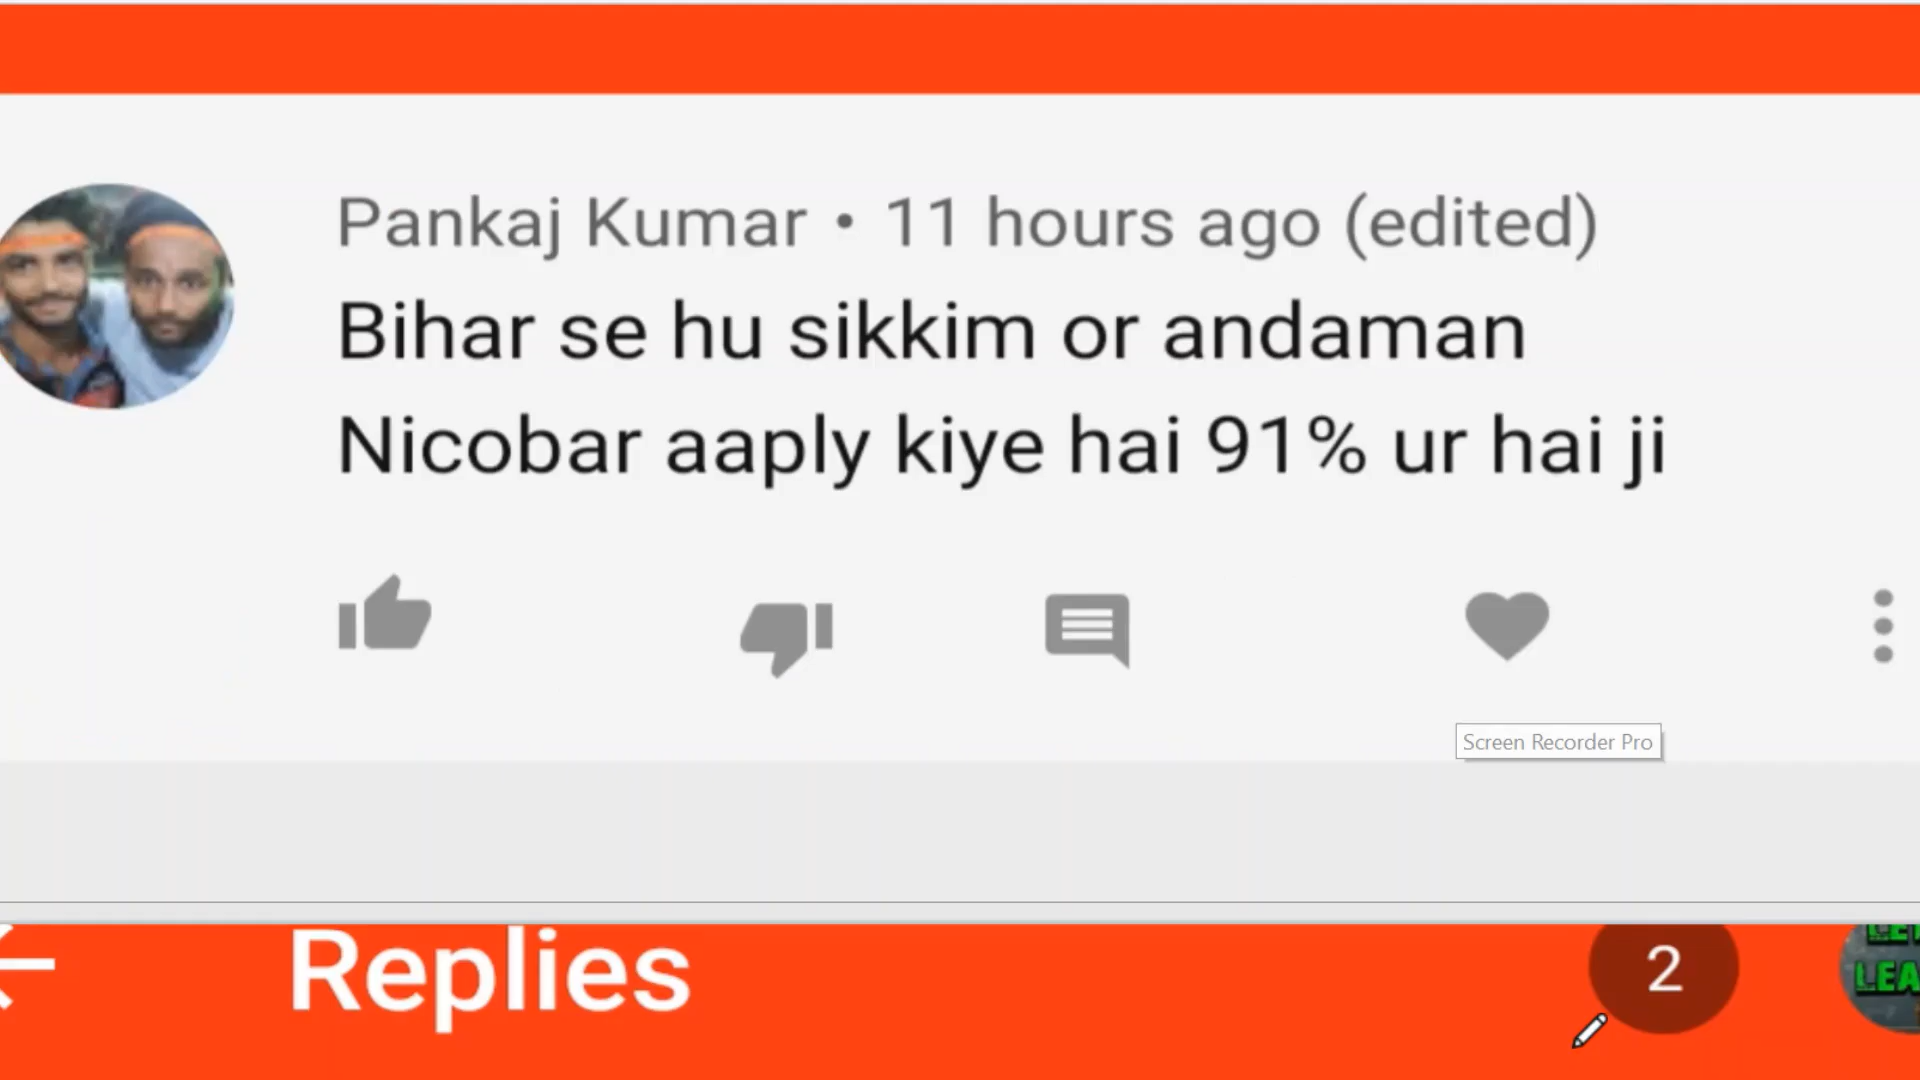 Pankaj Kumar • 11 hours ago (edited)
Bihar se hu sikkim or andaman
Nicobar aaply kiye hai 91% ur hai ji
Screen Recorder Pro
Replies
2